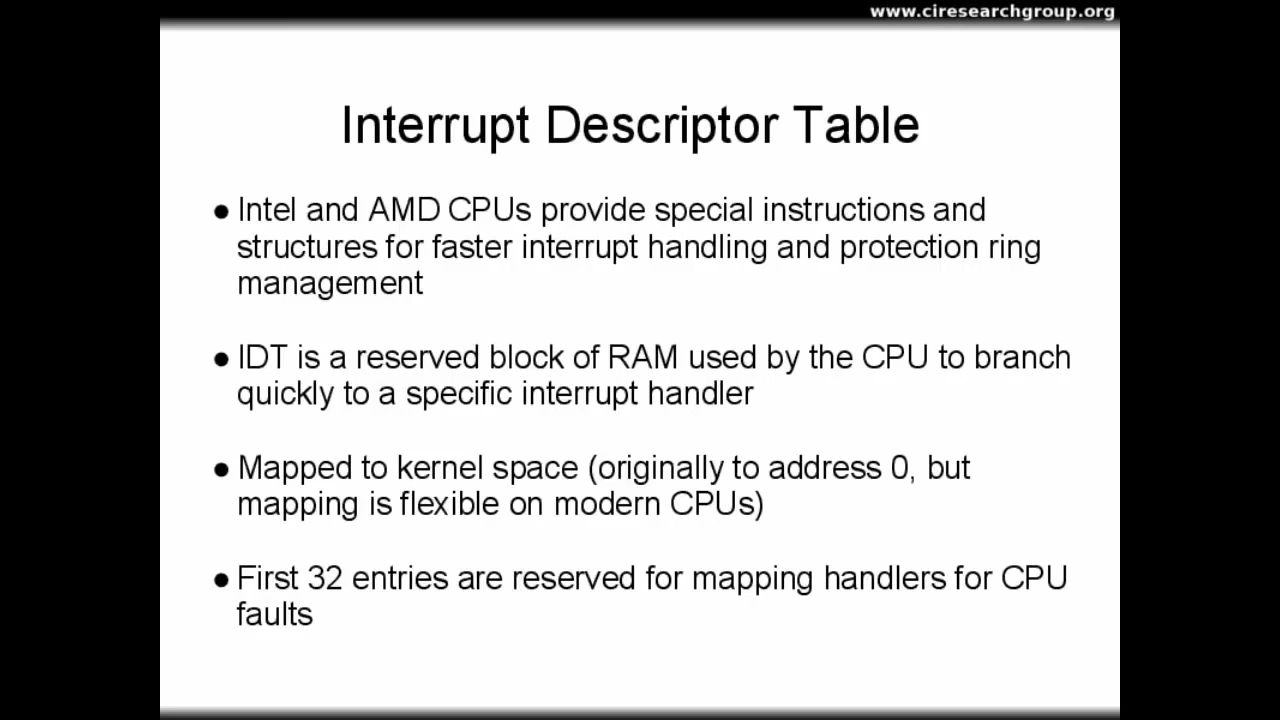 www.ciresearchgroup.org
Interrupt Descriptor Table
● Intel and AMD CPUs provide special instructions and
structures for faster interrupt handling and protection ring
management
● IDT is a reserved block of RAM used by the CPU to branch
quickly to a specific interrupt handler
● Mapped to kernel space (originally to address 0, but
mapping is flexible on modern CPUs)
● First 32 entries are reserved for mapping handlers for CPU
faults